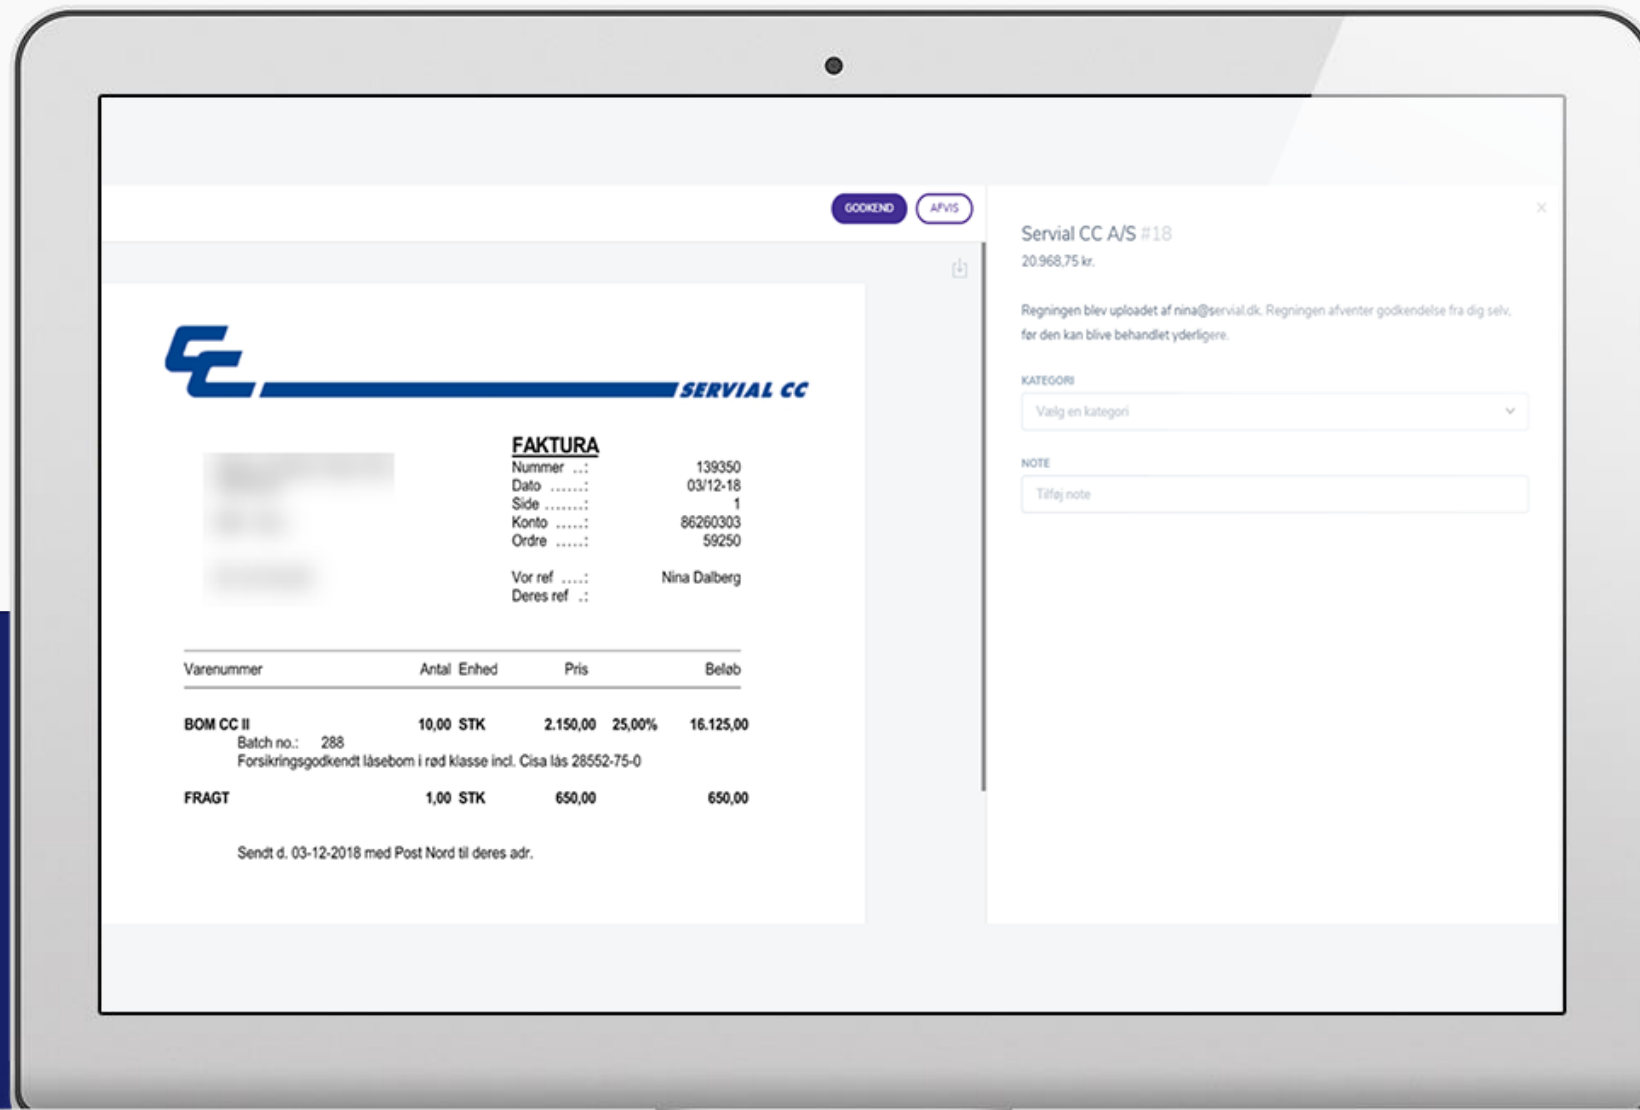 GODKEND AFVIS
SERVIAL CC
FAKTURA
Nummer ..: 139350
Dato ......: 03/12-18
Side .......: 1
Konto .....: 86260303
Ordre .....: 59250
Vor ref ....: Nina Dalberg
Deres ref .:
Varenummer Antal Enhed Pris Beløb
BOM CC II 10,00 STK 2.150,00 25,00% 16.125,00
Batch no.: 288
Forsikringsgodkendt låsebom i rød klasse incl. Cisa lås 28552-75-0
FRAGT 1,00 STK 650,00 650,00
Sendt d. 03-12-2018 med Post Nord til deres adr.
Servial CC A/S #18
20.968,75 kr.
Regningen blev uploadet af nina@servial.dk. Regningen afventer godkendelse fra dig selv,
før den kan blive behandlet yderligere.
KATEGORI
Vælg en kategori
NOTE
Tilføj note